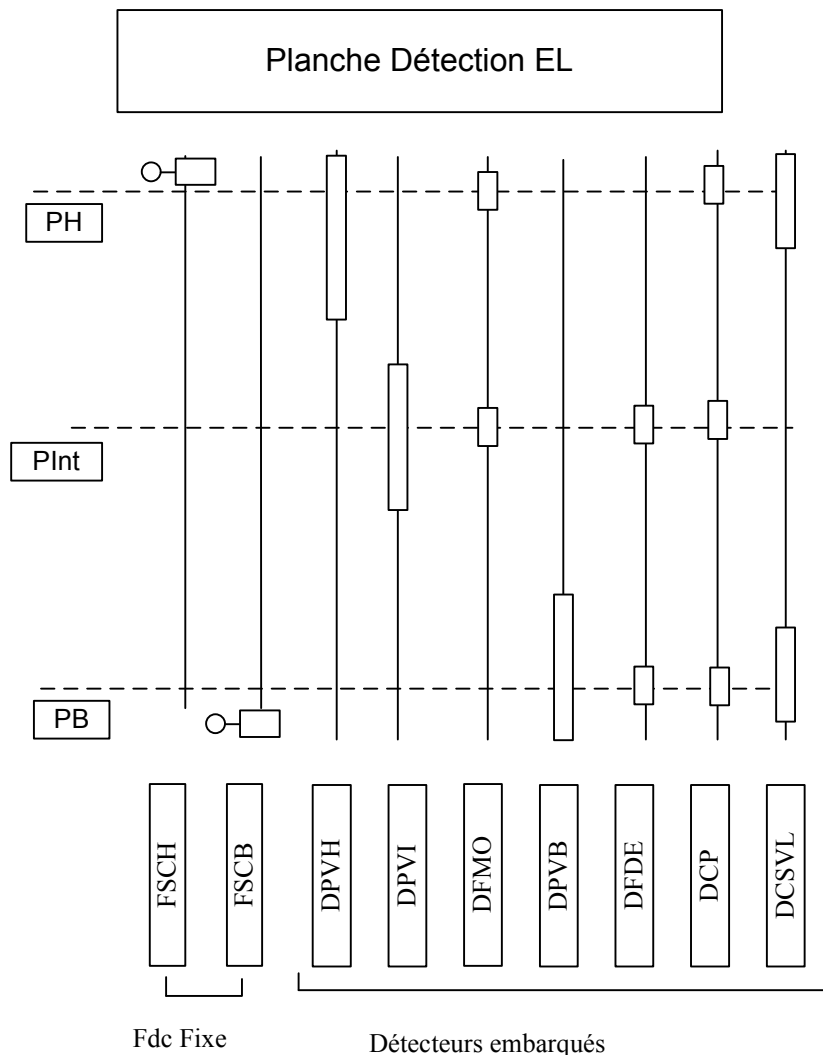 Planche Détection EL
PH
PInt
PB
FSCH
FSCB
DPVH
DPVI
DFMO
DPVB
DFDE
DCP
DCSVL
Fdc Fixe
Détecteurs embarqués